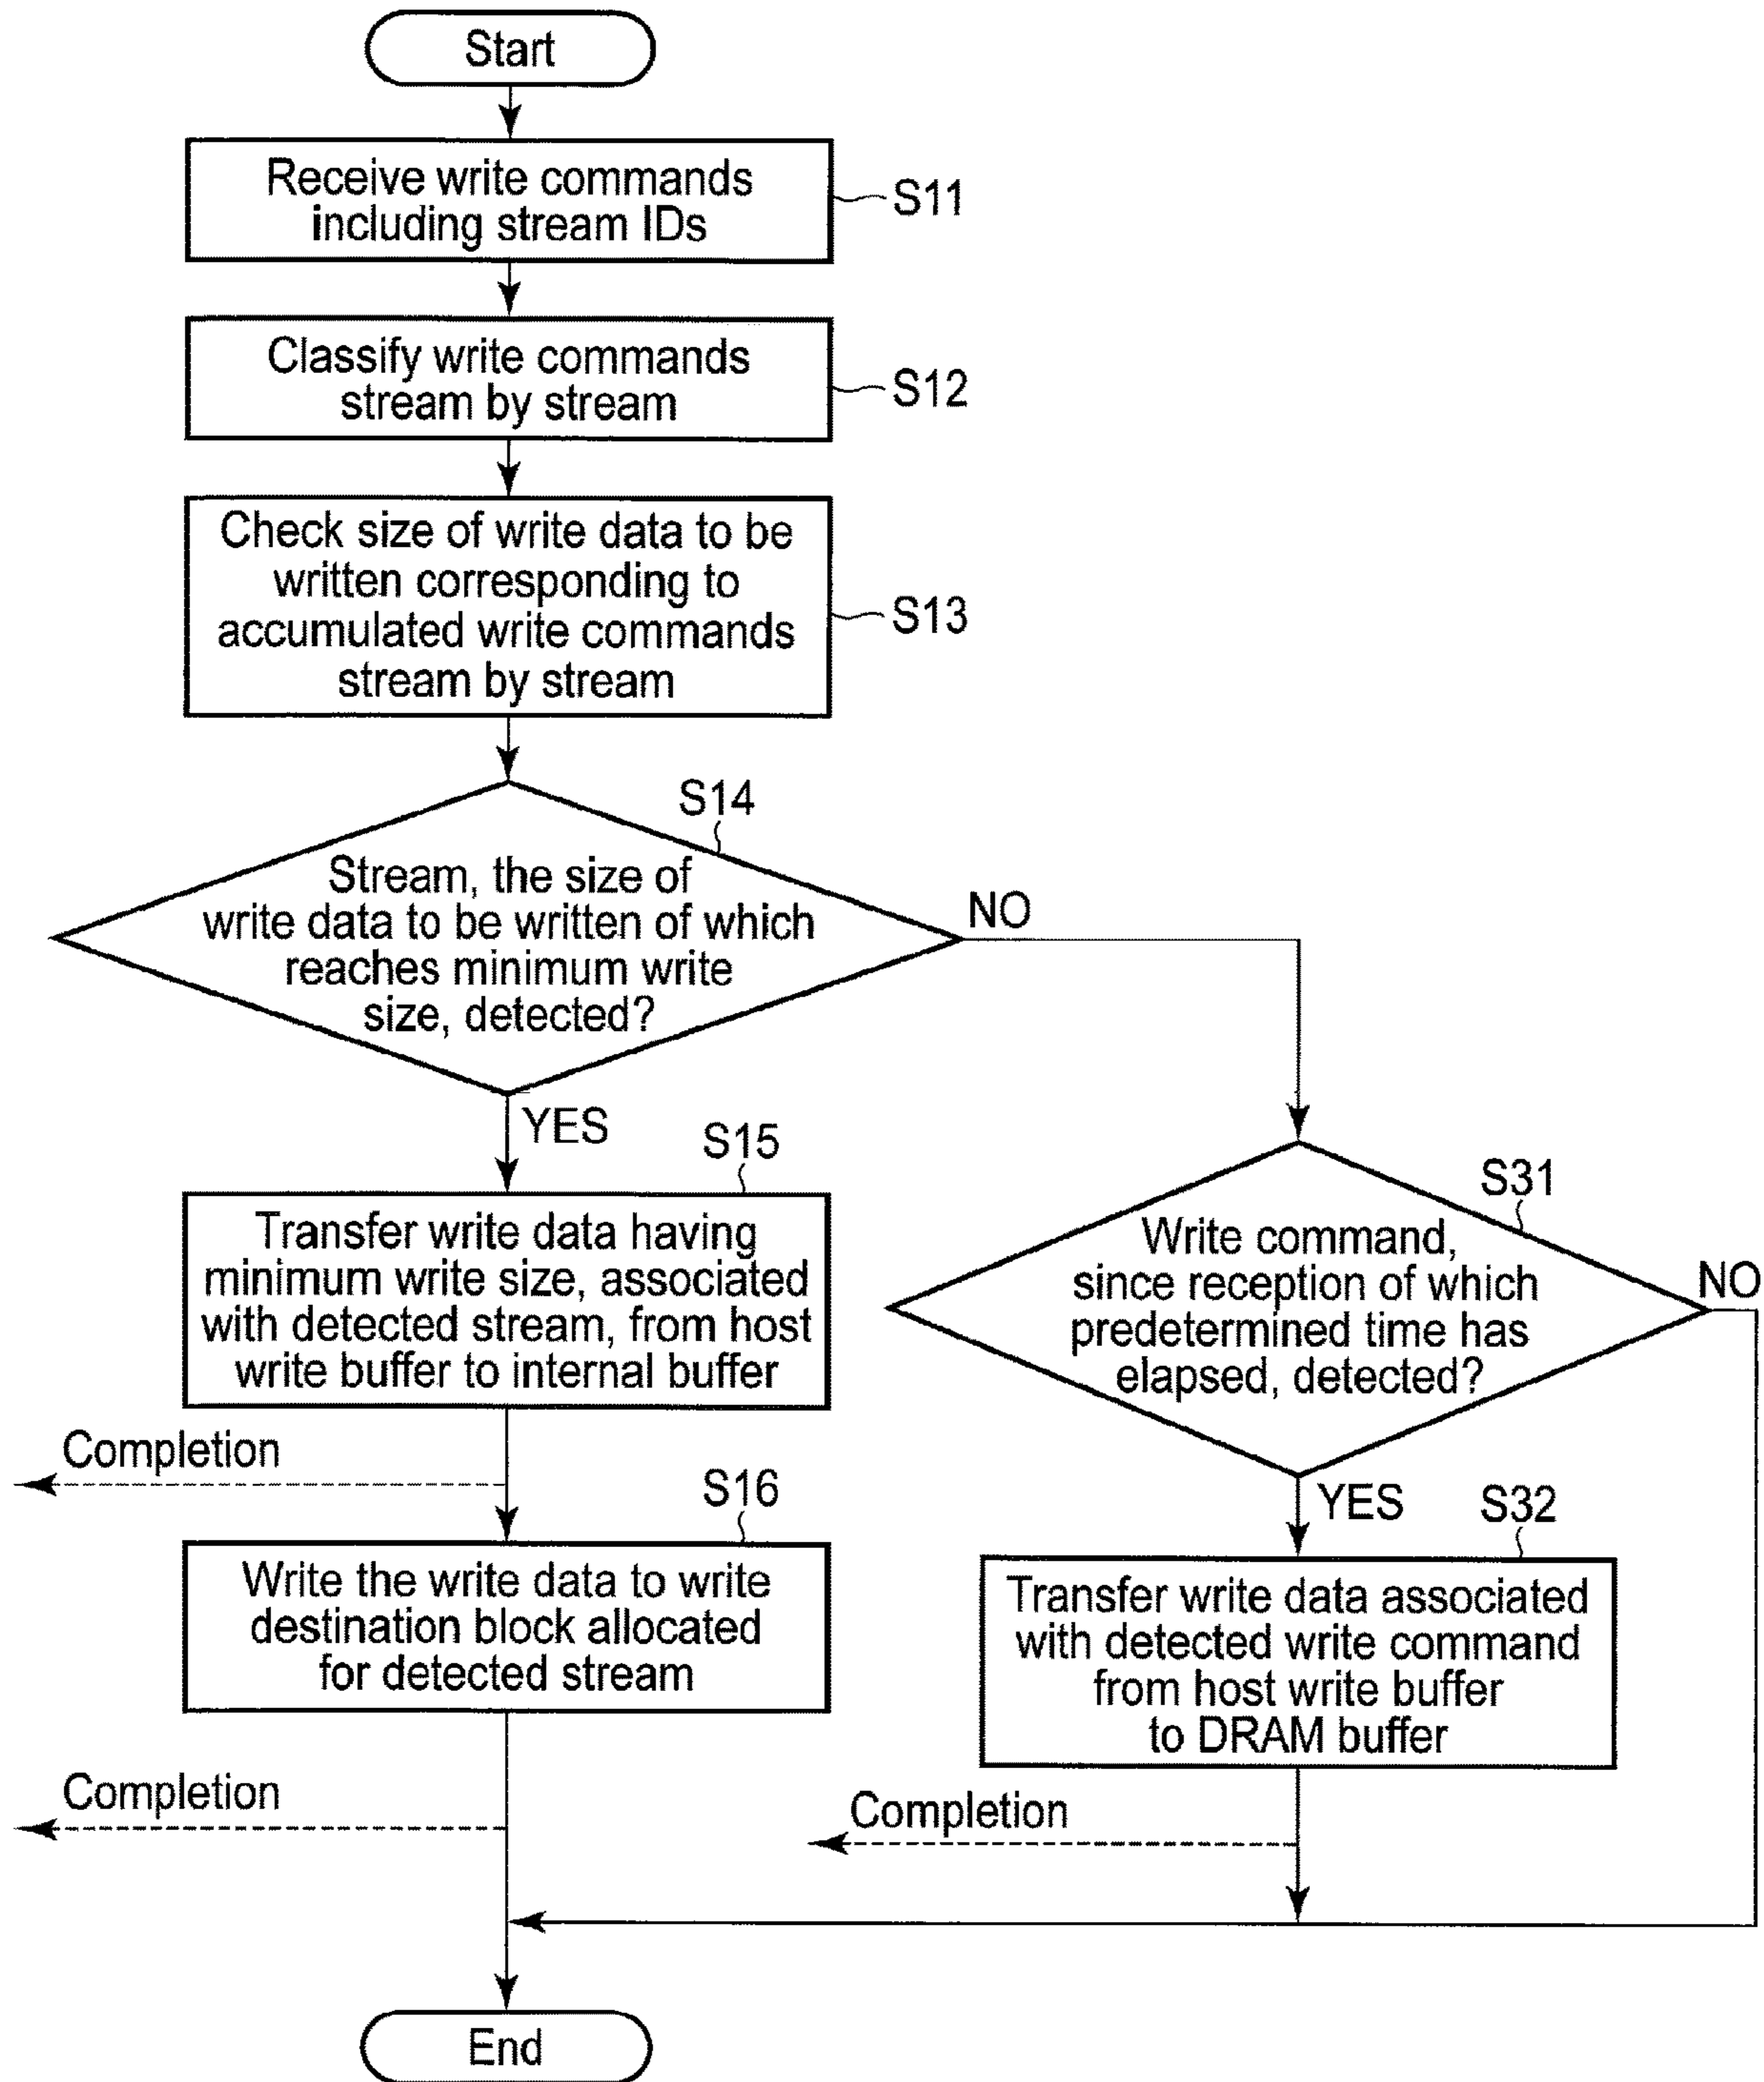 Start
Receive write commands
including stream IDs
S11
Classify write commands
stream by stream
S12
Check size of write data to be
written corresponding to
accumulated write commands
stream by stream
S13
S14
Stream, the size of
write data to be written of which
reaches minimum write
size, detected?
NO
YES
S15
Transfer write data having
minimum write size, associated
with detected stream, from host
write buffer to internal buffer
Completion
S16
Write the write data to write
destination block allocated
for detected stream
Completion
S31
Write command,
since reception of which
predetermined time has
elapsed, detected?
NO
YES
S32
Transfer write data associated
with detected write command
from host write buffer
to DRAM buffer
Completion
End